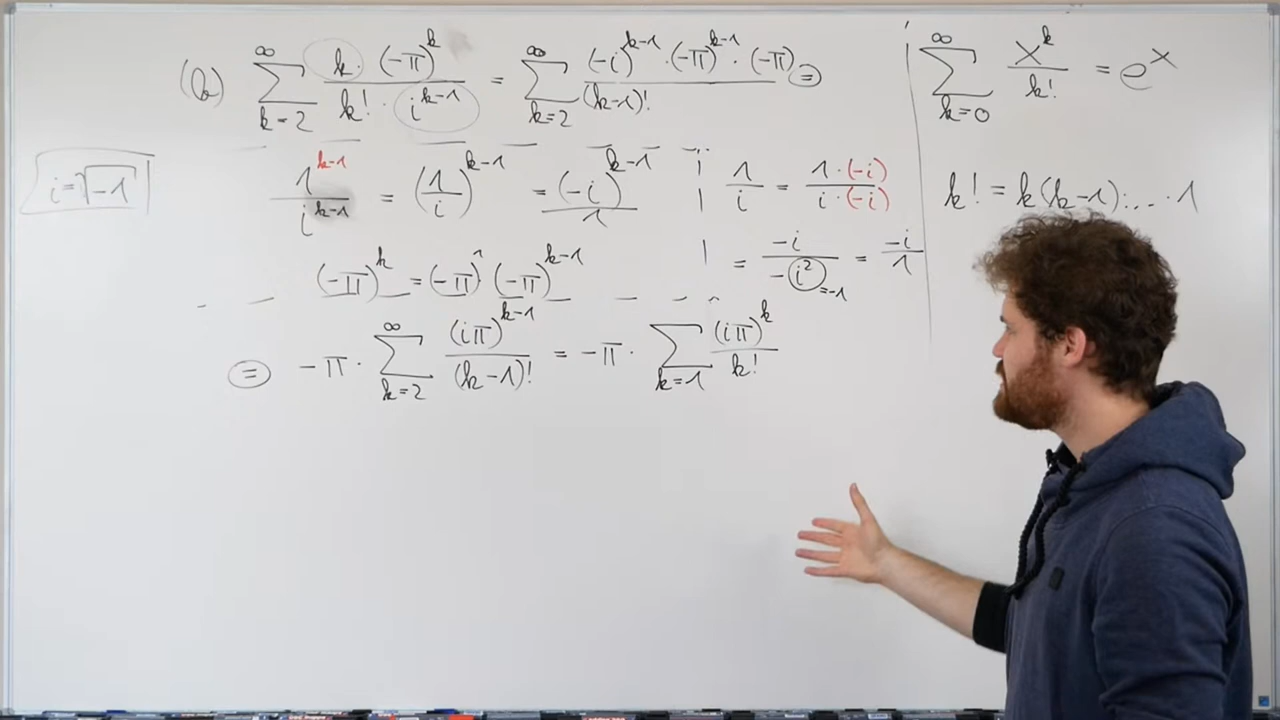 (b) ∑_{k=2}^{∞} k·(-π)^k / (k!·i^{k-1}) = ∑_{k=2}^{∞} (-i)^{k-1}·(-π)^{k-1}·(-π) / (k-1)! =
∑_{k=0}^{∞} x^k / k! = e^x
i=√-1
1^{k-1} / i^{k-1} = (1/i)^{k-1} = (-i)^{k-1} / 1
1/i = 1·(-i) / i·(-i)
k! = k(k-1)·...·1
= -i / -i² = -i / 1
=-1
(-π)^k = (-π)^1 (-π)^{k-1}
= -π · ∑_{k=2}^{∞} (iπ)^{k-1} / (k-1)! = -π · ∑_{k=1} (iπ)^k / k!